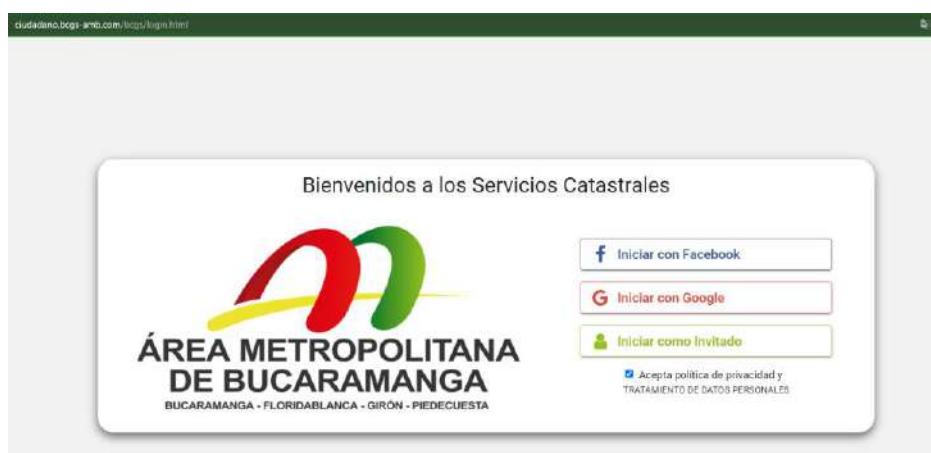 ciudadano.bcgs-amb.com/bcgs/login.html
Bienvenidos a los Servicios Catastrales
Iniciar con Facebook
Iniciar con Google
Iniciar como Invitado
Acepta política de privacidad y
TRATAMIENTO DE DATOS PERSONALES
ÁREA METROPOLITANA
DE BUCARAMANGA
BUCARAMANGA - FLORIDABLANCA - GIRÓN - PIEDECUESTA